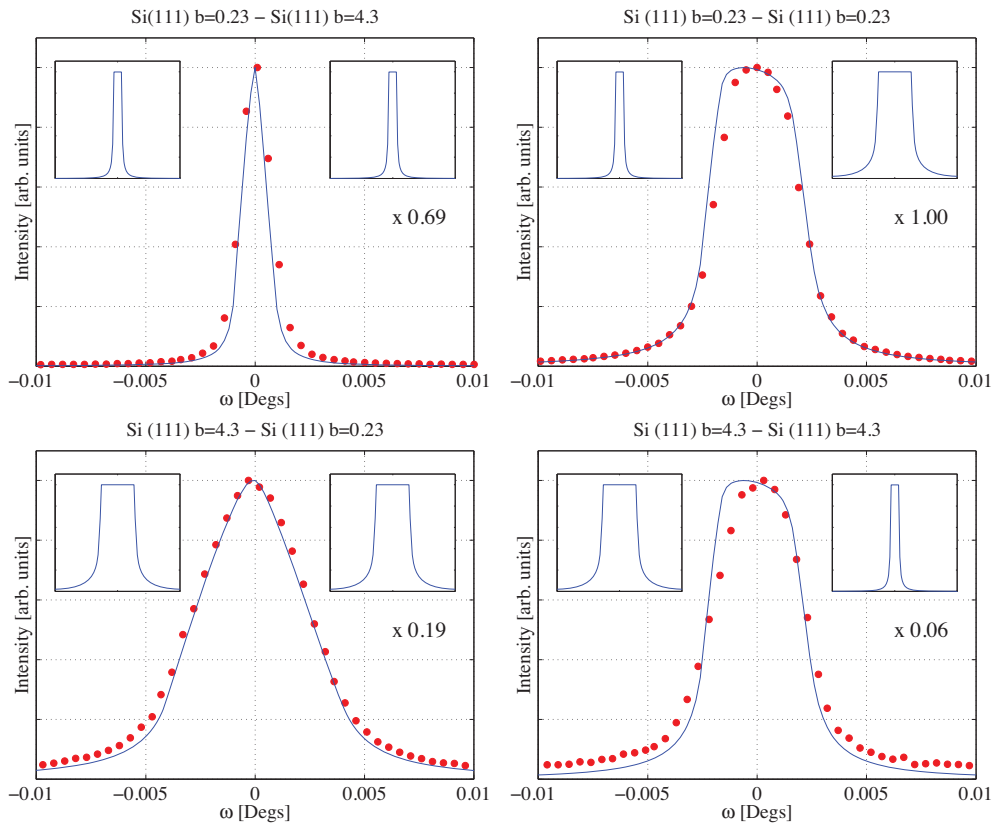 Si(111) b=0.23 − Si(111) b=4.3
Intensity [arb. units]
x 0.69
−0.01 −0.005 0 0.005 0.01
ω [Degs]
Si (111) b=0.23 − Si (111) b=0.23
Intensity [arb. units]
x 1.00
−0.01 −0.005 0 0.005 0.01
ω [Degs]
Si (111) b=4.3 − Si (111) b=0.23
Intensity [arb. units]
x 0.19
−0.01 −0.005 0 0.005 0.01
ω [Degs]
Si (111) b=4.3 − Si (111) b=4.3
Intensity [arb. units]
x 0.06
−0.01 −0.005 0 0.005 0.01
ω [Degs]